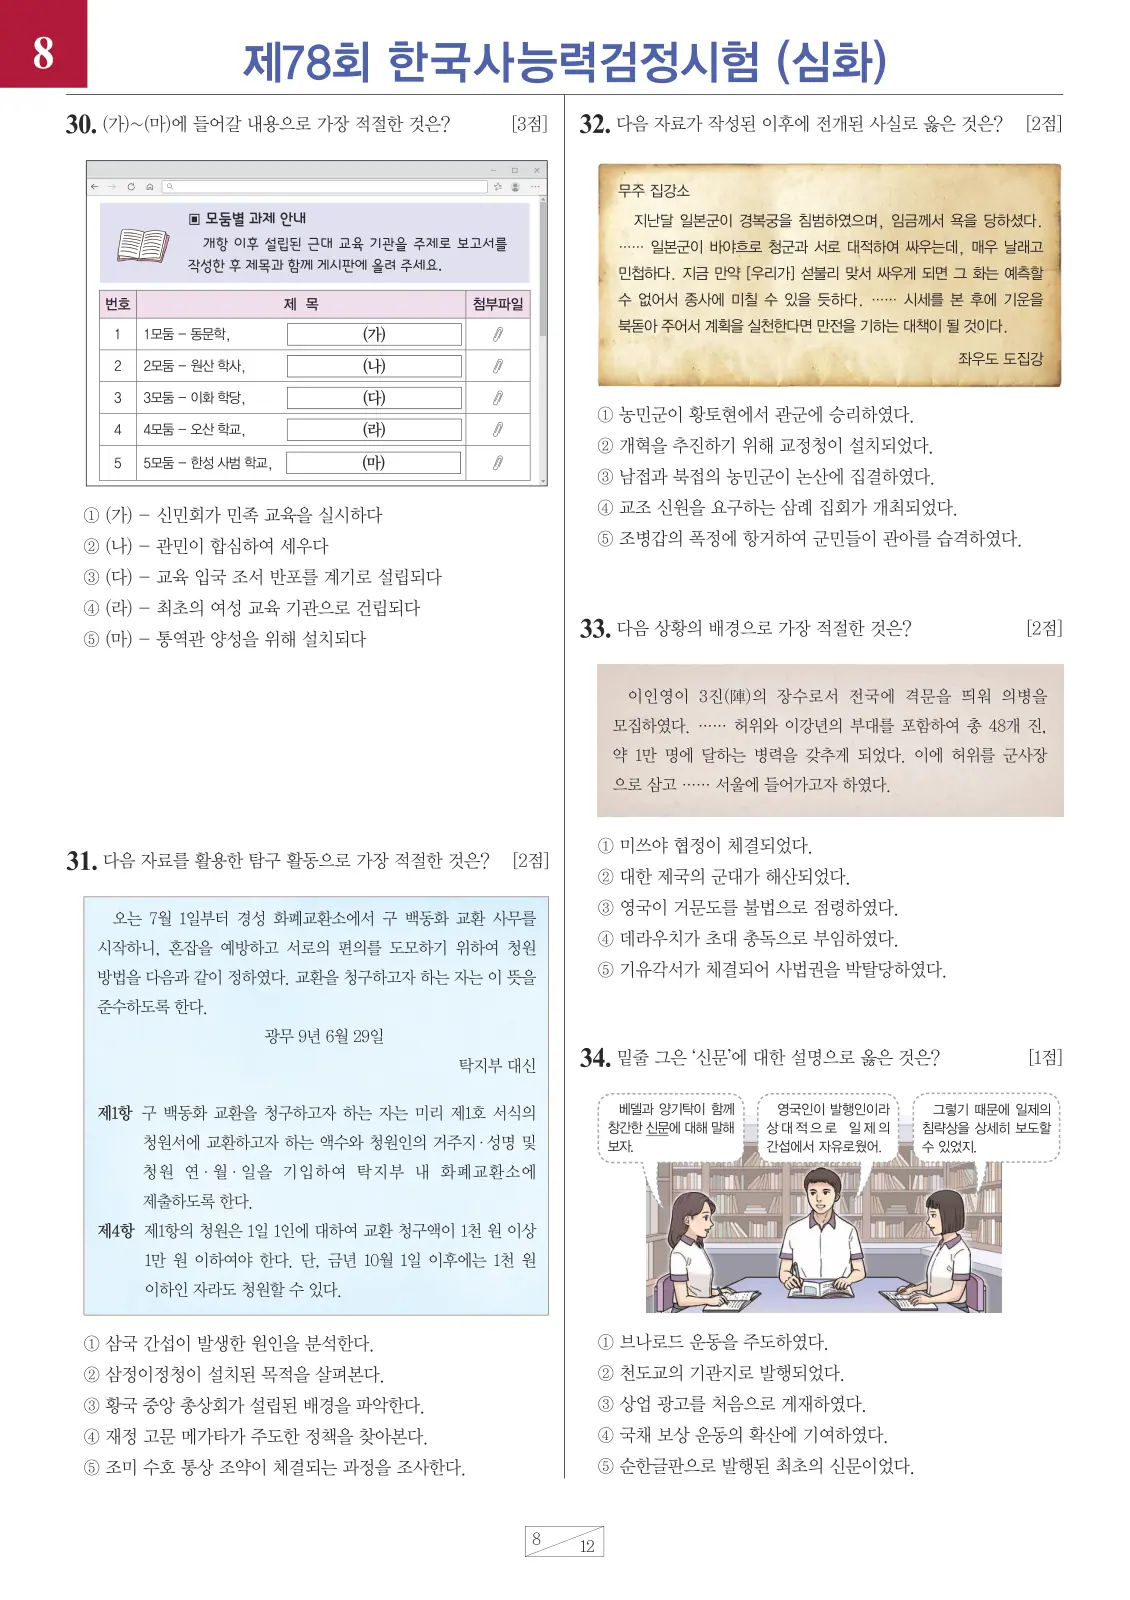 8
제78회 한국사능력검정시험 (심화)
30. (가)~(마)에 들어갈 내용으로 가장 적절한 것은? [3점]
▣ 모둠별 과제 안내
개항 이후 설립된 근대 교육 기관을 주제로 보고서를
작성한 후 제목과 함께 게시판에 올려 주세요.
번호 제 목 첨부파일
1 1모둠 – 동문학, (가)
2 2모둠 – 원산 학사, (나)
3 3모둠 – 이화 학당, (다)
4 4모둠 – 오산 학교, (라)
5 5모둠 – 한성 사범 학교, (마)
① (가) – 신민회가 민족 교육을 실시하다
② (나) – 관민이 합심하여 세우다
③ (다) – 교육 입국 조서 반포를 계기로 설립되다
④ (라) – 최초의 여성 교육 기관으로 건립되다
⑤ (마) – 통역관 양성을 위해 설치되다
31. 다음 자료를 활용한 탐구 활동으로 가장 적절한 것은? [2점]
오는 7월 1일부터 경성 화폐교환소에서 구 백동화 교환 사무를
시작하니, 혼잡을 예방하고 서로의 편의를 도모하기 위하여 청원
방법을 다음과 같이 정하였다. 교환을 청구하고자 하는 자는 이 뜻을
준수하도록 한다.
광무 9년 6월 29일
탁지부 대신
제1항 구 백동화 교환을 청구하고자 하는 자는 미리 제1호 서식의
청원서에 교환하고자 하는 액수와 청원인의 거주지·성명 및
청원 연·월·일을 기입하여 탁지부 내 화폐교환소에
제출하도록 한다.
제4항 제1항의 청원은 1일 1인에 대하여 교환 청구액이 1천 원 이상
1만 원 이하여야 한다. 단, 금년 10월 1일 이후에는 1천 원
이하인 자라도 청원할 수 있다.
① 삼국 간섭이 발생한 원인을 분석한다.
② 삼정이정청이 설치된 목적을 살펴본다.
③ 황국 중앙 총상회가 설립된 배경을 파악한다.
④ 재정 고문 메가타가 주도한 정책을 찾아본다.
⑤ 조미 수호 통상 조약이 체결되는 과정을 조사한다.
32. 다음 자료가 작성된 이후에 전개된 사실로 옳은 것은? [2점]
무주 집강소
지난달 일본군이 경복궁을 침범하였으며, 임금께서 욕을 당하셨다.
…… 일본군이 바야흐로 청군과 서로 대적하여 싸우는데, 매우 날래고
민첩하다. 지금 만약 [우리가] 섣불리 맞서 싸우게 되면 그 화는 예측할
수 없어서 종사에 미칠 수 있을 듯하다. …… 시세를 본 후에 기운을
북돋아 주어서 계획을 실천한다면 만전을 기하는 대책이 될 것이다.
좌우도 도집강
① 농민군이 황토현에서 관군에 승리하였다.
② 개혁을 추진하기 위해 교정청이 설치되었다.
③ 남접과 북접의 농민군이 논산에 집결하였다.
④ 교조 신원을 요구하는 삼례 집회가 개최되었다.
⑤ 조병갑의 폭정에 항거하여 군민들이 관아를 습격하였다.
33. 다음 상황의 배경으로 가장 적절한 것은? [2점]
이인영이 3진(陣)의 장수로서 전국에 격문을 띄워 의병을
모집하였다. …… 허위와 이강년의 부대를 포함하여 총 48개 진,
약 1만 명에 달하는 병력을 갖추게 되었다. 이에 허위를 군사장
으로 삼고 …… 서울에 들어가고자 하였다.
① 미쓰야 협정이 체결되었다.
② 대한 제국의 군대가 해산되었다.
③ 영국이 거문도를 불법으로 점령하였다.
④ 데라우치가 초대 총독으로 부임하였다.
⑤ 기유각서가 체결되어 사법권을 박탈당하였다.
34. 밑줄 그은 ‘신문’에 대한 설명으로 옳은 것은? [1점]
베델과 양기탁이 함께
창간한 신문에 대해 말해
보자.
영국인이 발행인이라
상대적으로 일제의
간섭에서 자유로웠어.
그렇기 때문에 일제의
침략상을 상세히 보도할
수 있었지.
① 브나로드 운동을 주도하였다.
② 천도교의 기관지로 발행되었다.
③ 상업 광고를 처음으로 게재하였다.
④ 국채 보상 운동의 확산에 기여하였다.
⑤ 순한글판으로 발행된 최초의 신문이었다.
8
12